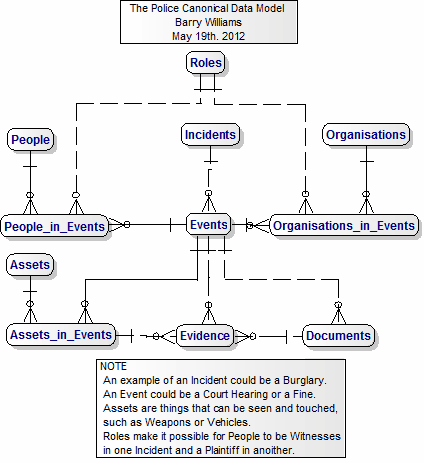 The Police Canonical Data Model
Barry Williams
May 19th. 2012
Roles
People
Incidents
Organisations
People_in_Events
Events
Organisations_in_Events
Assets
Assets_in_Events
Evidence
Documents
NOTE
An example of an Incident could be a Burglary.
An Event could be a Court Hearing or a Fine.
Assets are things that can be seen and touched,
such as Weapons or Vehicles.
Roles make it possible for People to be Witnesses
in one Incident and a Plaintiff in anoither.